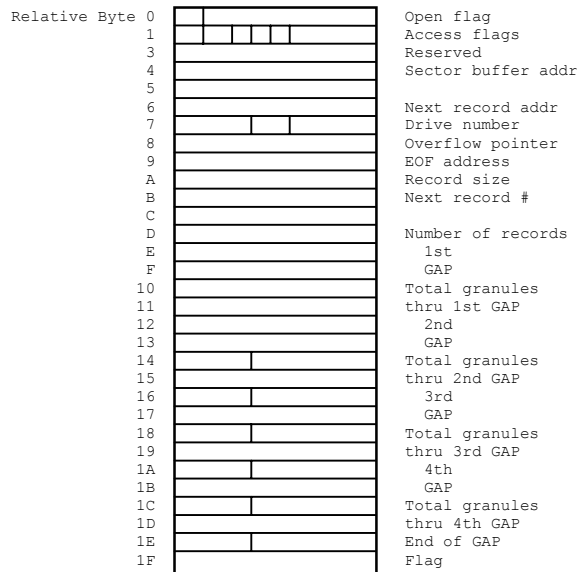 Relative Byte 0 Open flag
1 Access flags
3 Reserved
4 Sector buffer addr
5
6 Next record addr
7 Drive number
8 Overflow pointer
9 EOF address
A Record size
B Next record #
C
D Number of records
E 1st
F GAP
10 Total granules
11 thru 1st GAP
12 2nd
13 GAP
14 Total granules
15 thru 2nd GAP
16 3rd
17 GAP
18 Total granules
19 thru 3rd GAP
1A 4th
1B GAP
1C Total granules
1D thru 4th GAP
1E End of GAP
1F Flag